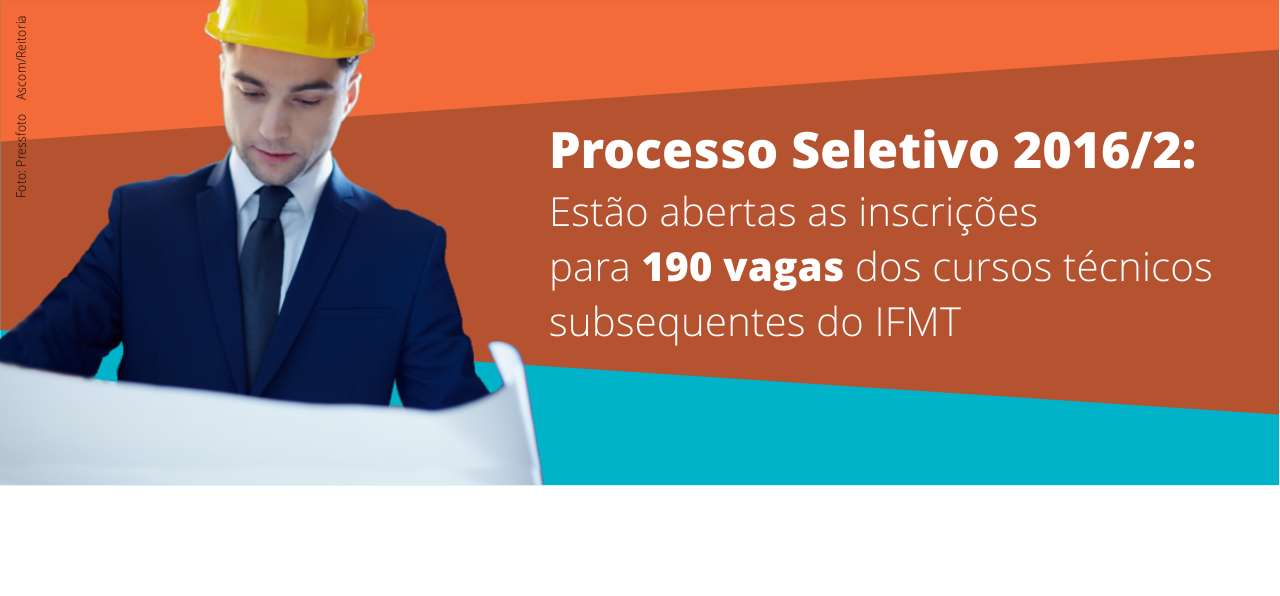 Foto: Pressfoto Ascom/Reitoria
Processo Seletivo 2016/2:
Estão abertas as inscrições
para 190 vagas dos cursos técnicos
subsequentes do IFMT